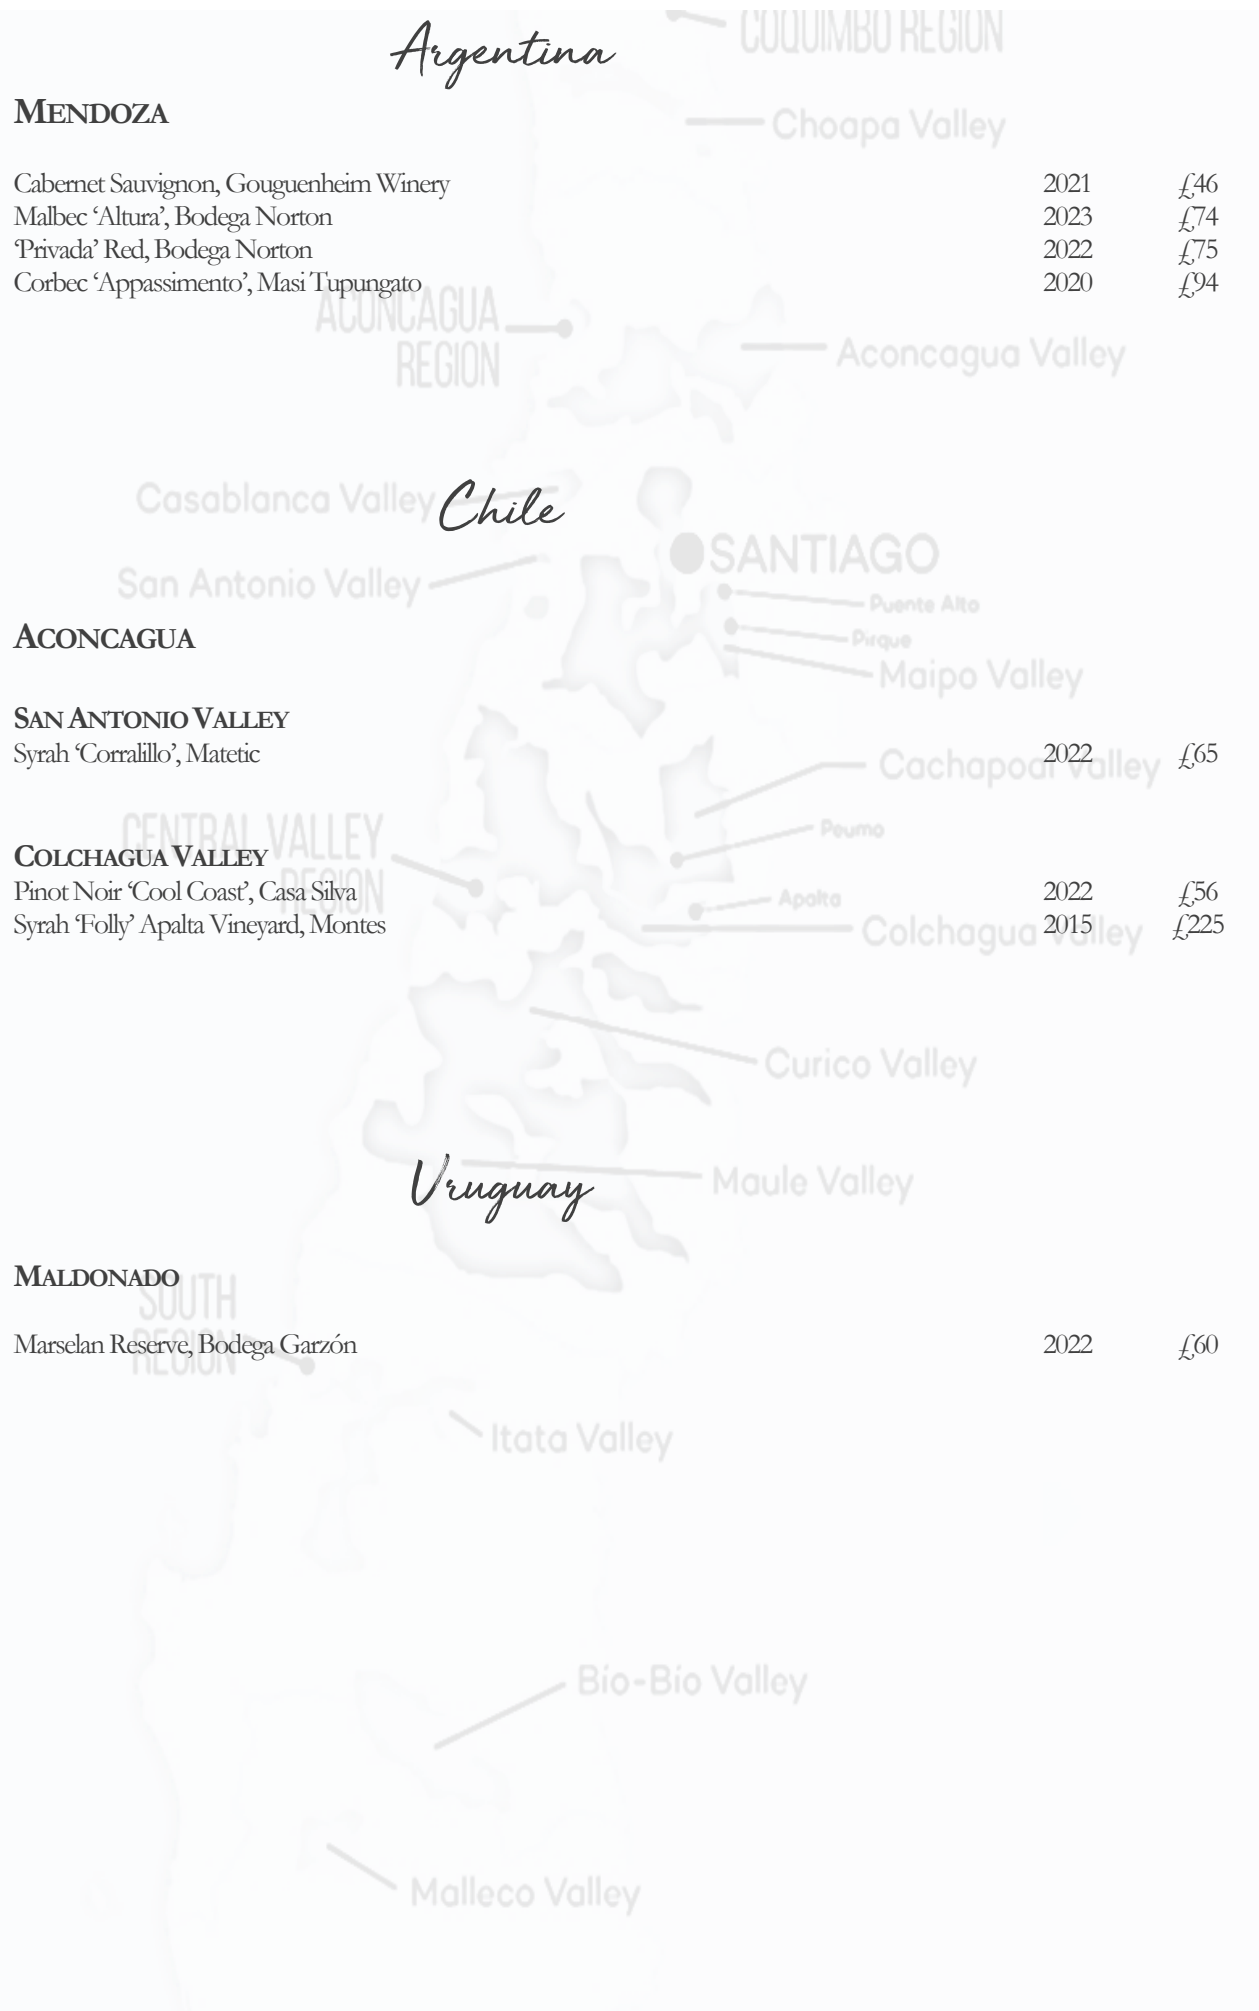 COQUIMBO REGION
Argentina
MENDOZA
Choapa Valley
Cabernet Sauvignon, Gouguenheim Winery 2021 £46
Malbec ‘Altura’, Bodega Norton 2023 £74
‘Privada’ Red, Bodega Norton 2022 £75
Corbec ‘Appassimento’, Masi Tupungato 2020 £94
ACONCAGUA
REGION
Aconcagua Valley
Casablanca Valley
Chile
SANTIAGO
San Antonio Valley
Puente Alto
ACONCAGUA
Pirque
Maipo Valley
SAN ANTONIO VALLEY
Syrah ‘Corralillo’, Matetic 2022 £65
Cachapoal Valley
CENTRAL VALLEY
REGION
Peumo
COLCHAGUA VALLEY
Pinot Noir ‘Cool Coast’, Casa Silva 2022 £56
Apalta
Syrah ‘Folly’ Apalta Vineyard, Montes 2015 £225
Colchagua Valley
Curico Valley
Uruguay
Maule Valley
MALDONADO
SOUTH
REGION
Marselan Reserve, Bodega Garzón 2022 £60
Itata Valley
Bío-Bío Valley
Malleco Valley